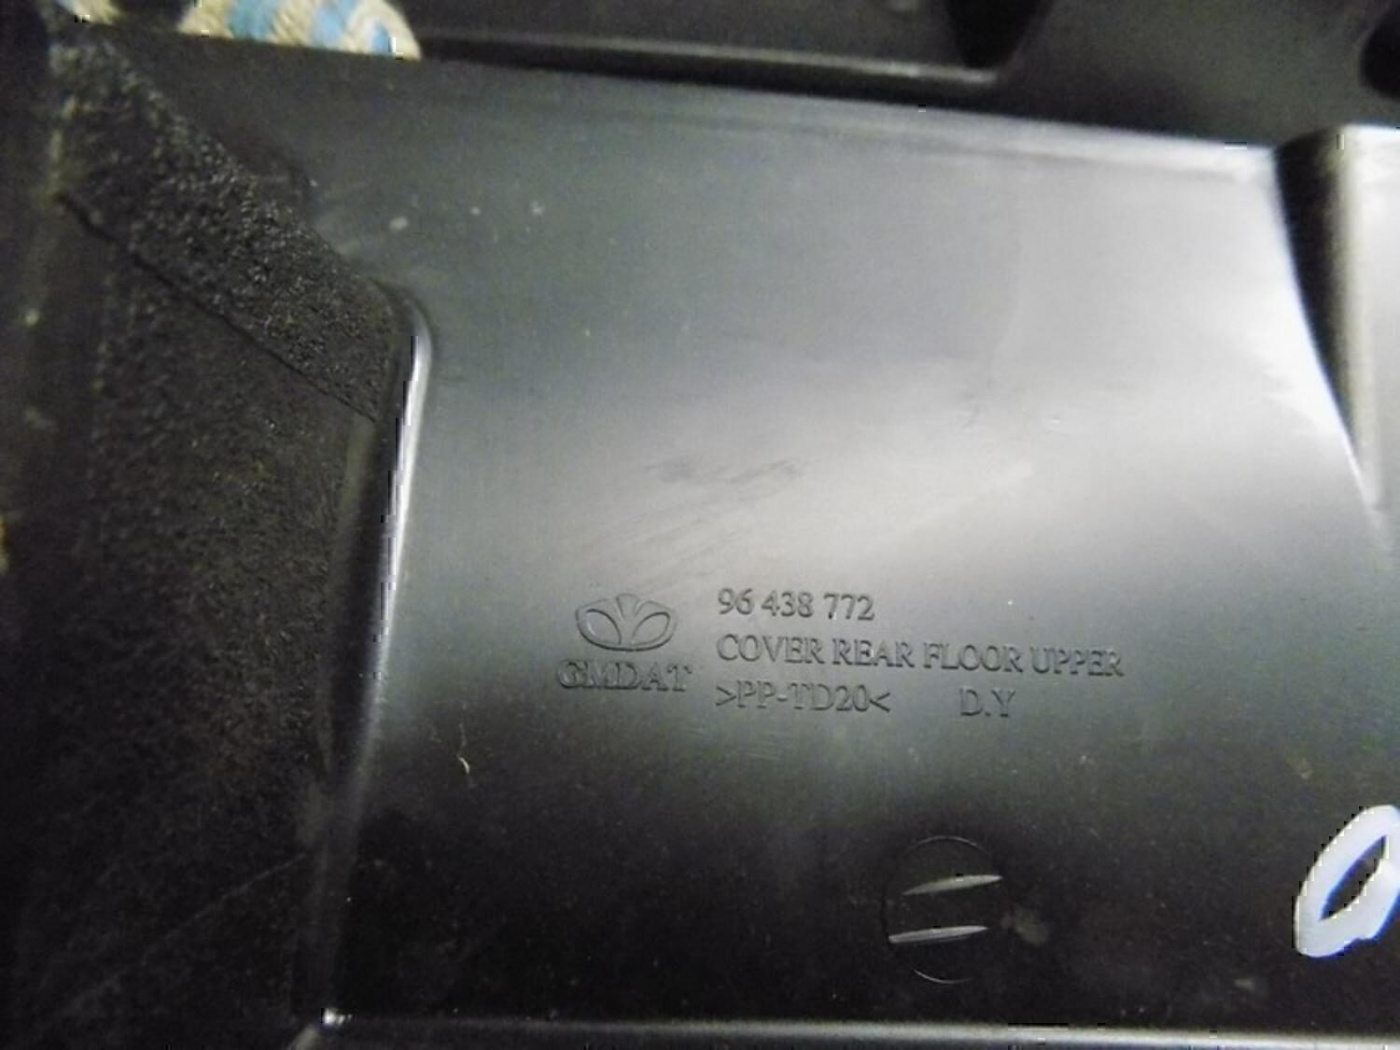 96 438 772
COVER REAR FLOOR UPPER
GMDAT >PP-TD20< D.Y